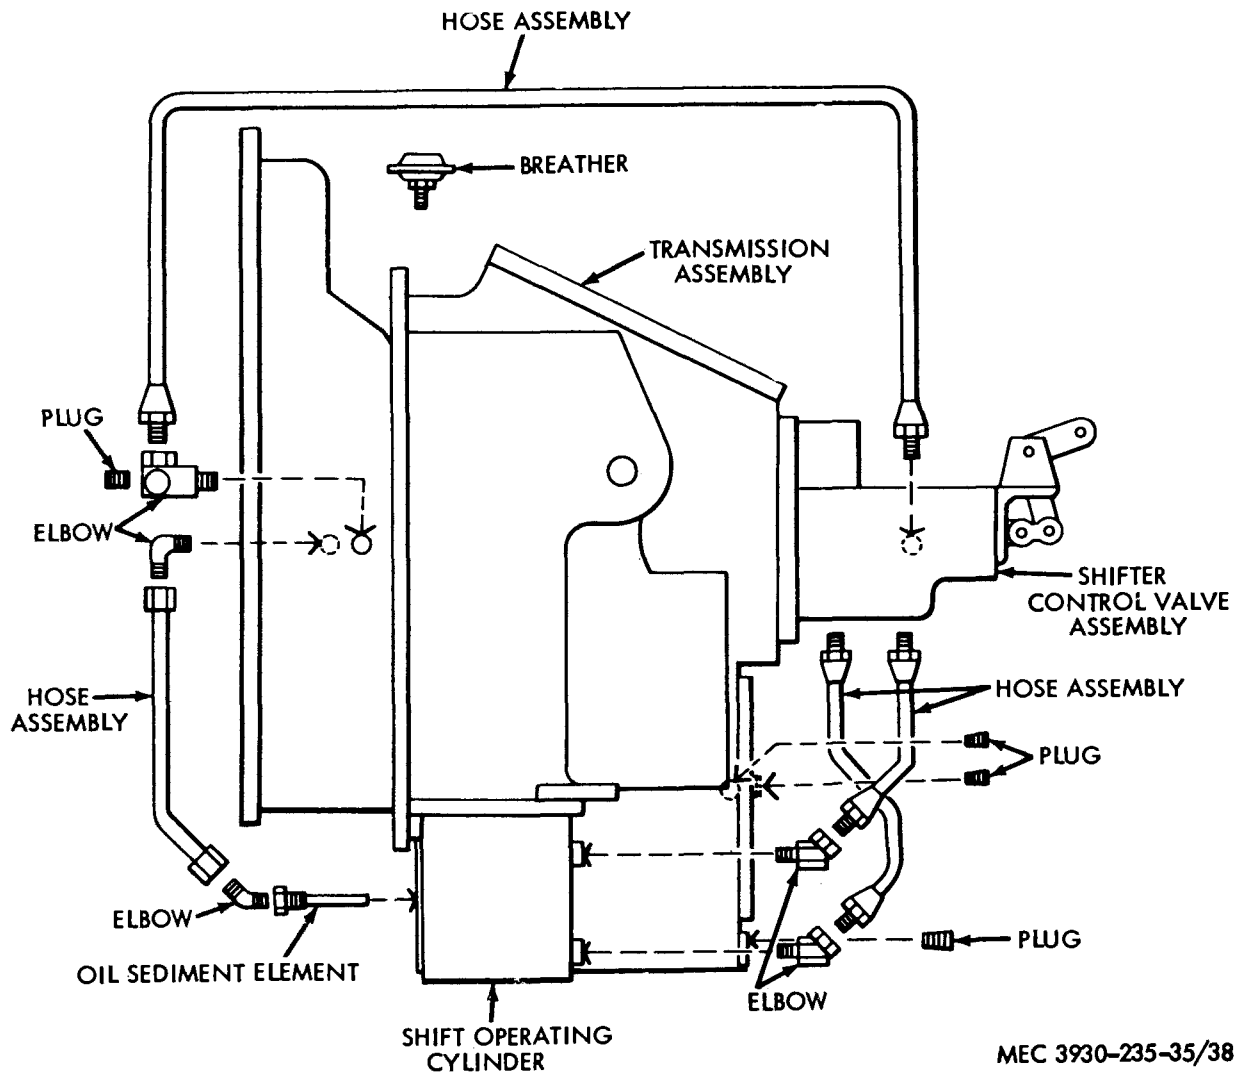 HOSE ASSEMBLY
BREATHER
TRANSMISSION
ASSEMBLY
PLUG
ELBOW
SHIFTER
CONTROL VALVE
ASSEMBLY
HOSE
ASSEMBLY
HOSE ASSEMBLY
PLUG
ELBOW
OIL SEDIMENT ELEMENT
PLUG
ELBOW
SHIFT OPERATING
CYLINDER
MEC 3930-235-35/38